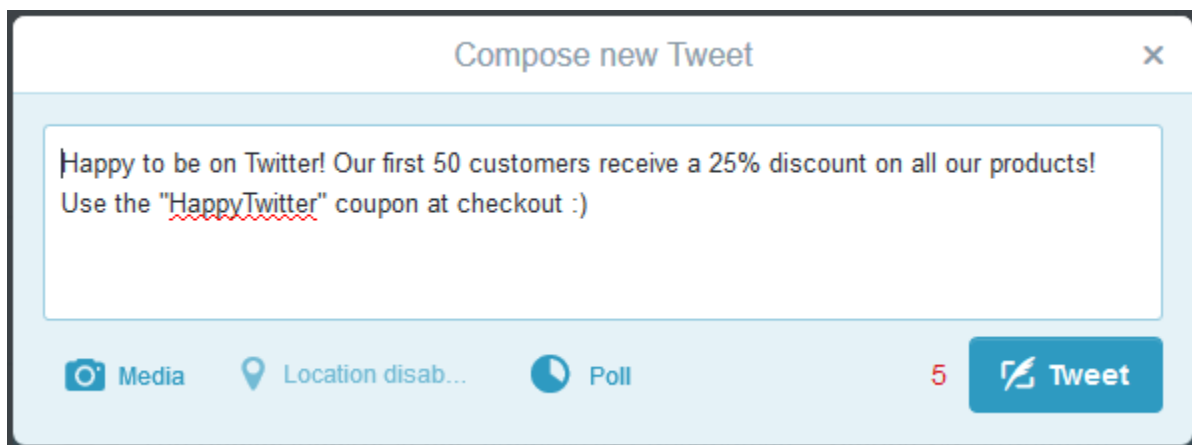 Compose new Tweet ×
Happy to be on Twitter! Our first 50 customers receive a 25% discount on all our products!
Use the "HappyTwitter" coupon at checkout :)
Media Location disab... Poll 5 Tweet